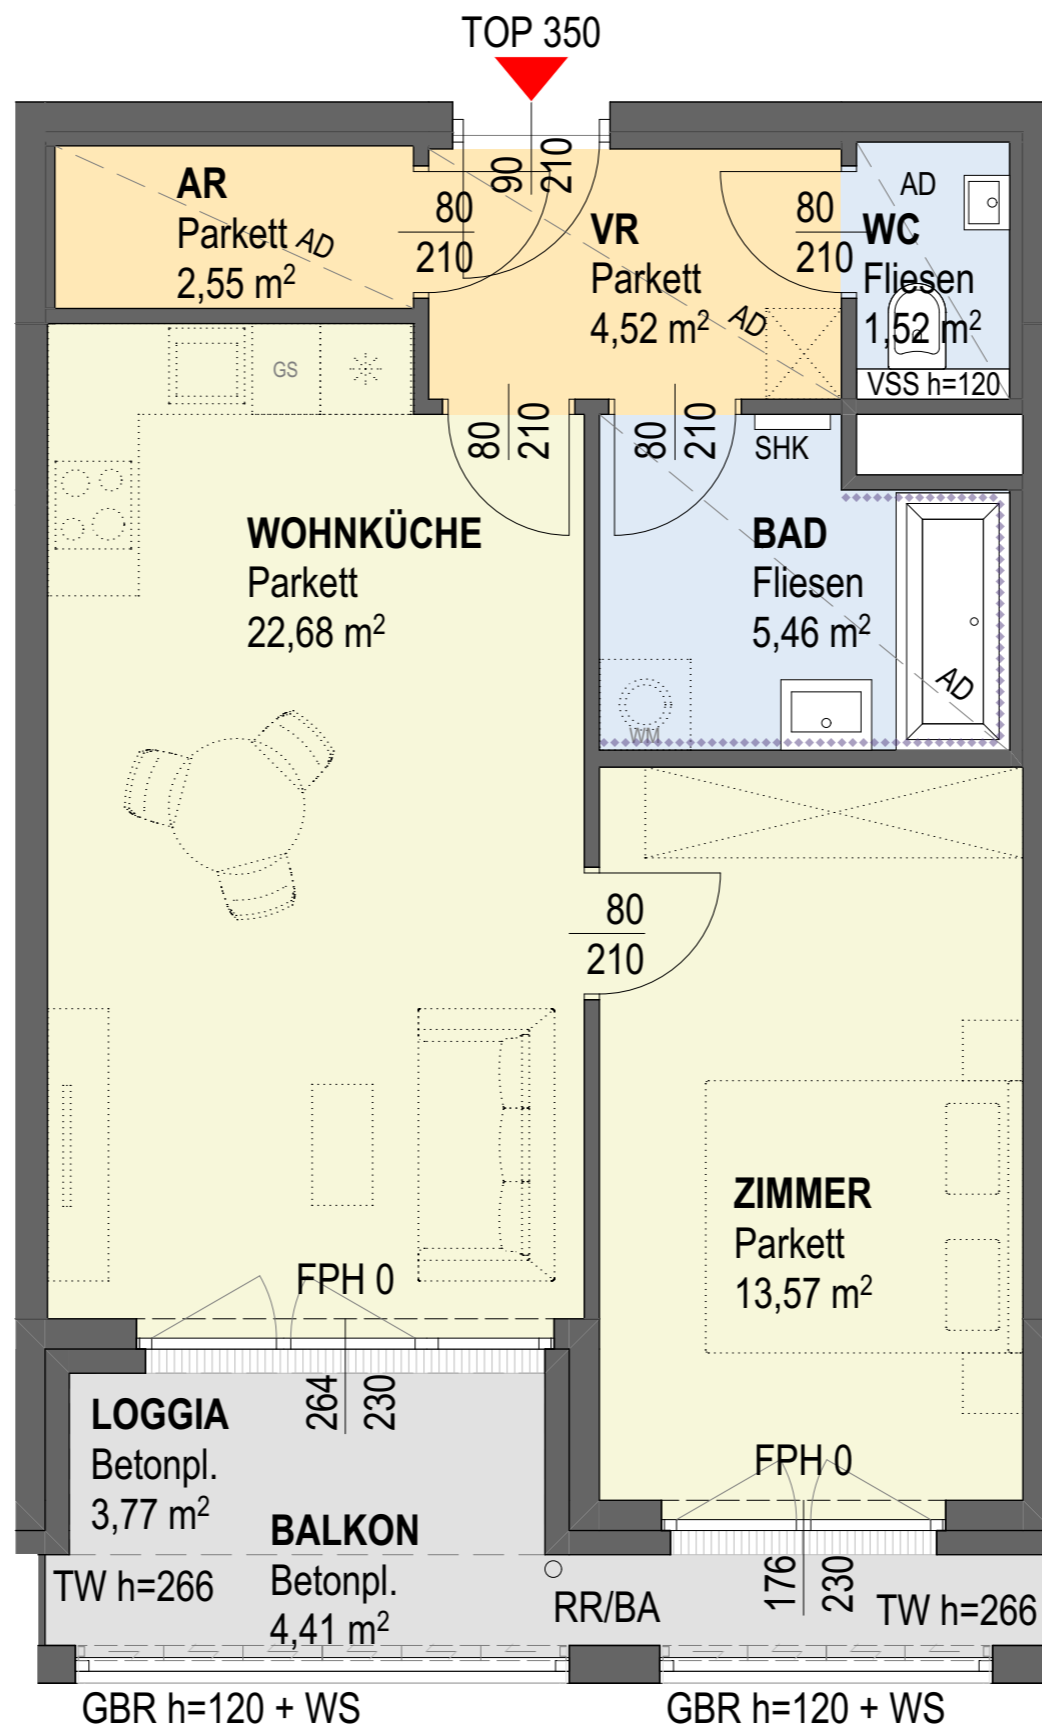 TOP 350
90
210
AR
Parkett
2,55 m²
AD
80
210
VR
Parkett
4,52 m²
AD
80
210
AD
WC
Fliesen
1,52 m²
VSS h=120
GS
80
210
80
210
SHK
WOHNKÜCHE
Parkett
22,68 m²
BAD
Fliesen
5,46 m²
AD
WM
80
210
ZIMMER
Parkett
13,57 m²
FPH 0
264
230
LOGGIA
Betonpl.
3,77 m²
FPH 0
176
230
BALKON
Betonpl.
4,41 m²
TW h=266
RR/BA
TW h=266
GBR h=120 + WS
GBR h=120 + WS